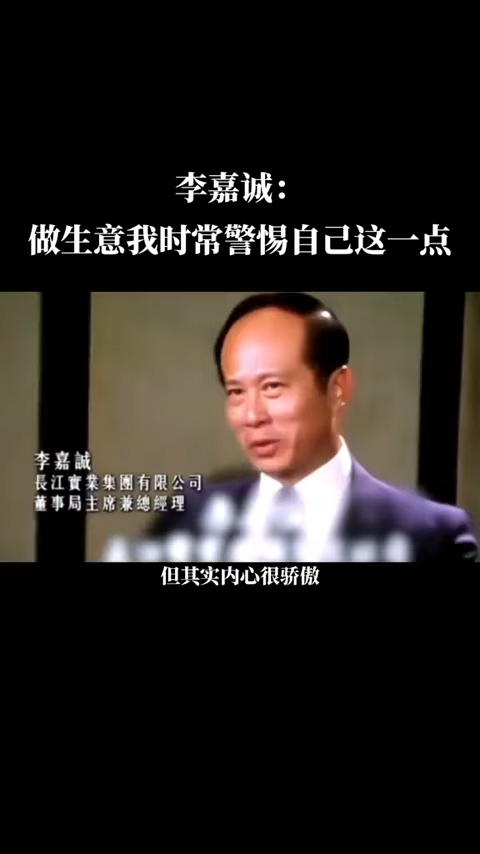 李嘉诚：
做生意我时常警惕自己这一点
李嘉誠
長江實業集團有限公司
董事局主席兼總經理
但其实内心很骄傲